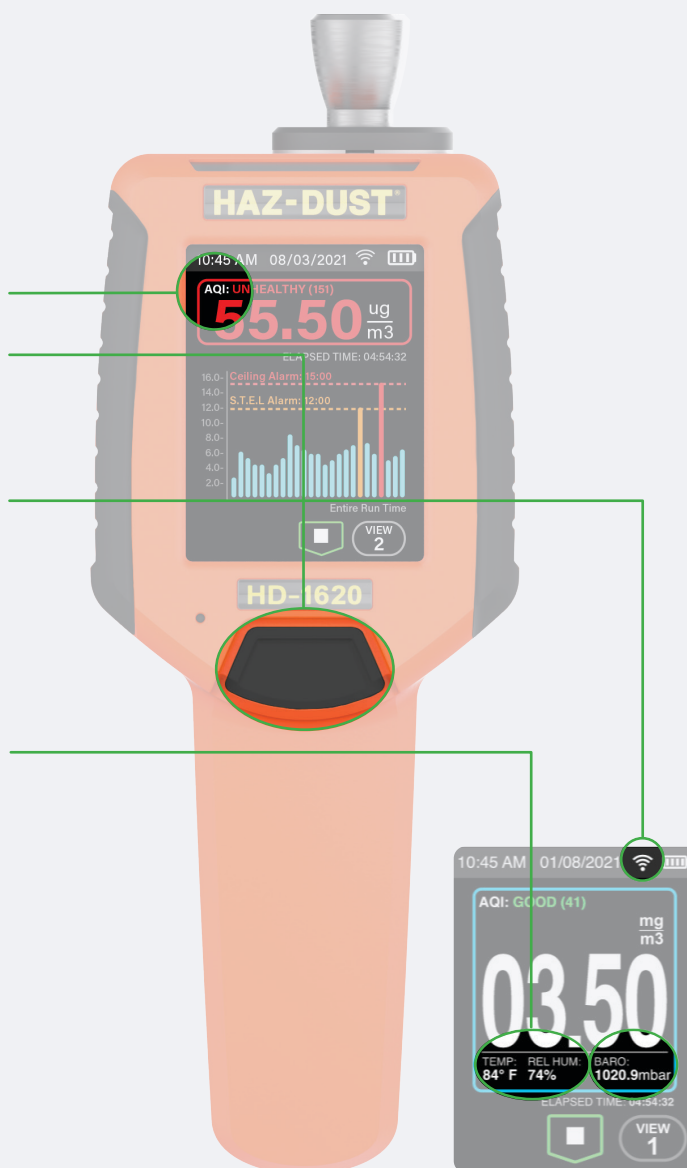 HAZ-DUST®
10:45 AM 08/03/2021
AQI: UNHEALTHY (151)
55.50 ug
m3
ELAPSED TIME: 04:54:32
16.0- Ceiling Alarm: 15:00
14.0-
12.0- S.T.E.L Alarm: 12:00
10.0-
8.0-
6.0-
4.0-
2.0-
Entire Run Time
VIEW
2
HD-1620
10:45 AM 01/08/2021
AQI: GOOD (41)
mg
m3
03.50
TEMP: REL HUM: BARO:
84° F 74% 1020.9mbar
ELAPSED TIME: 04:54:32
VIEW
1